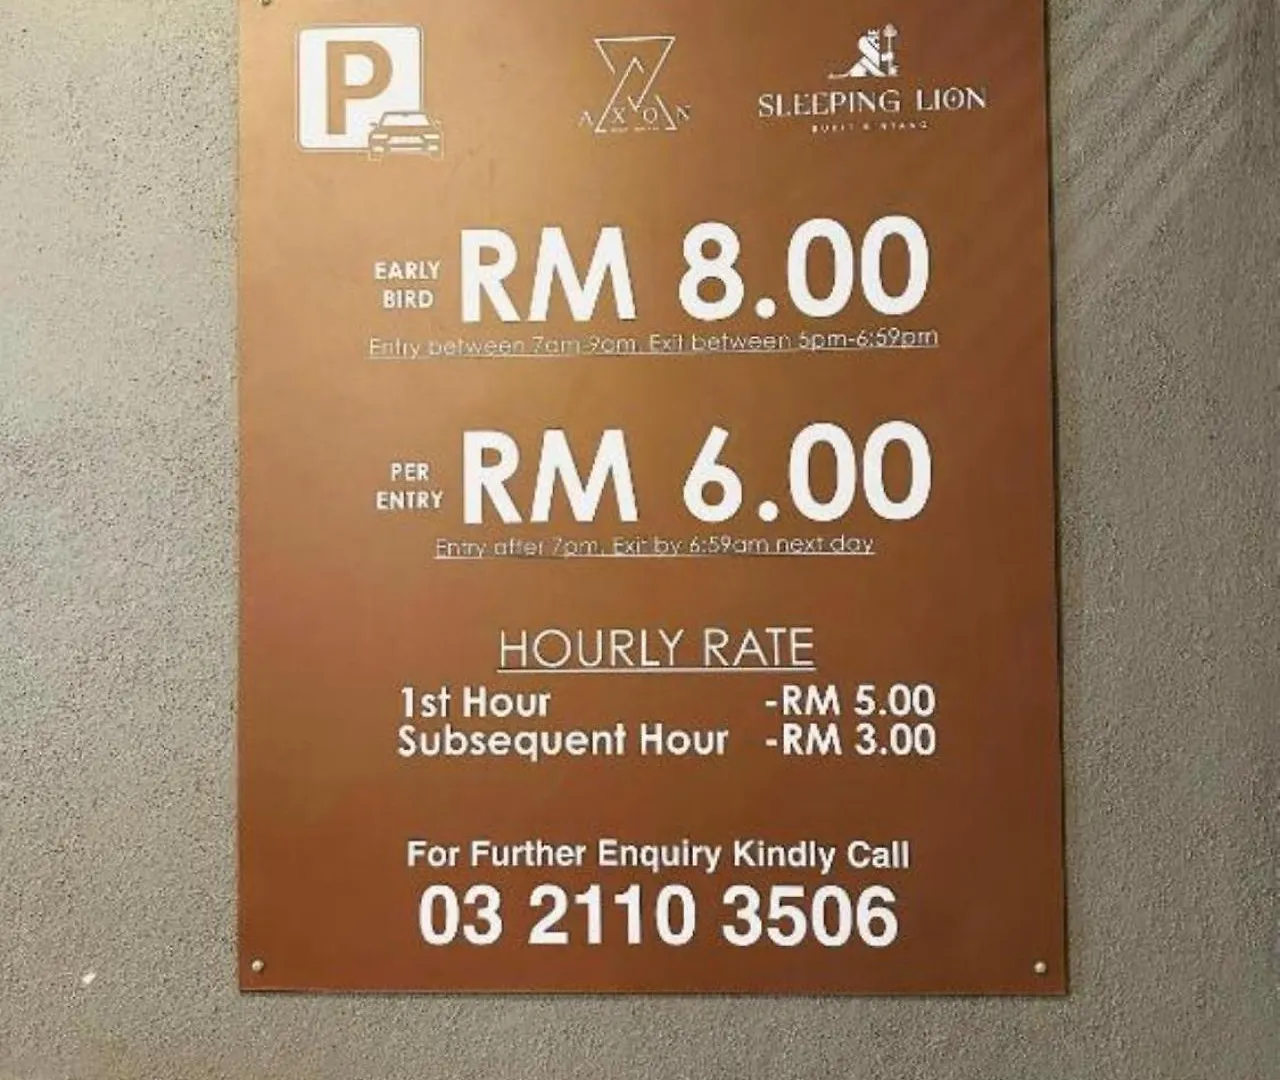 P
AXON
SLEEPING LION
BUKIT BINTANG
EARLY
BIRD
RM 8.00
Entry between 7am-9am. Exit between 5pm-6:59pm
PER
ENTRY
RM 6.00
Entry after 7pm. Exit by 6:59am next day
HOURLY RATE
1st Hour -RM 5.00
Subsequent Hour -RM 3.00
For Further Enquiry Kindly Call
03 2110 3506